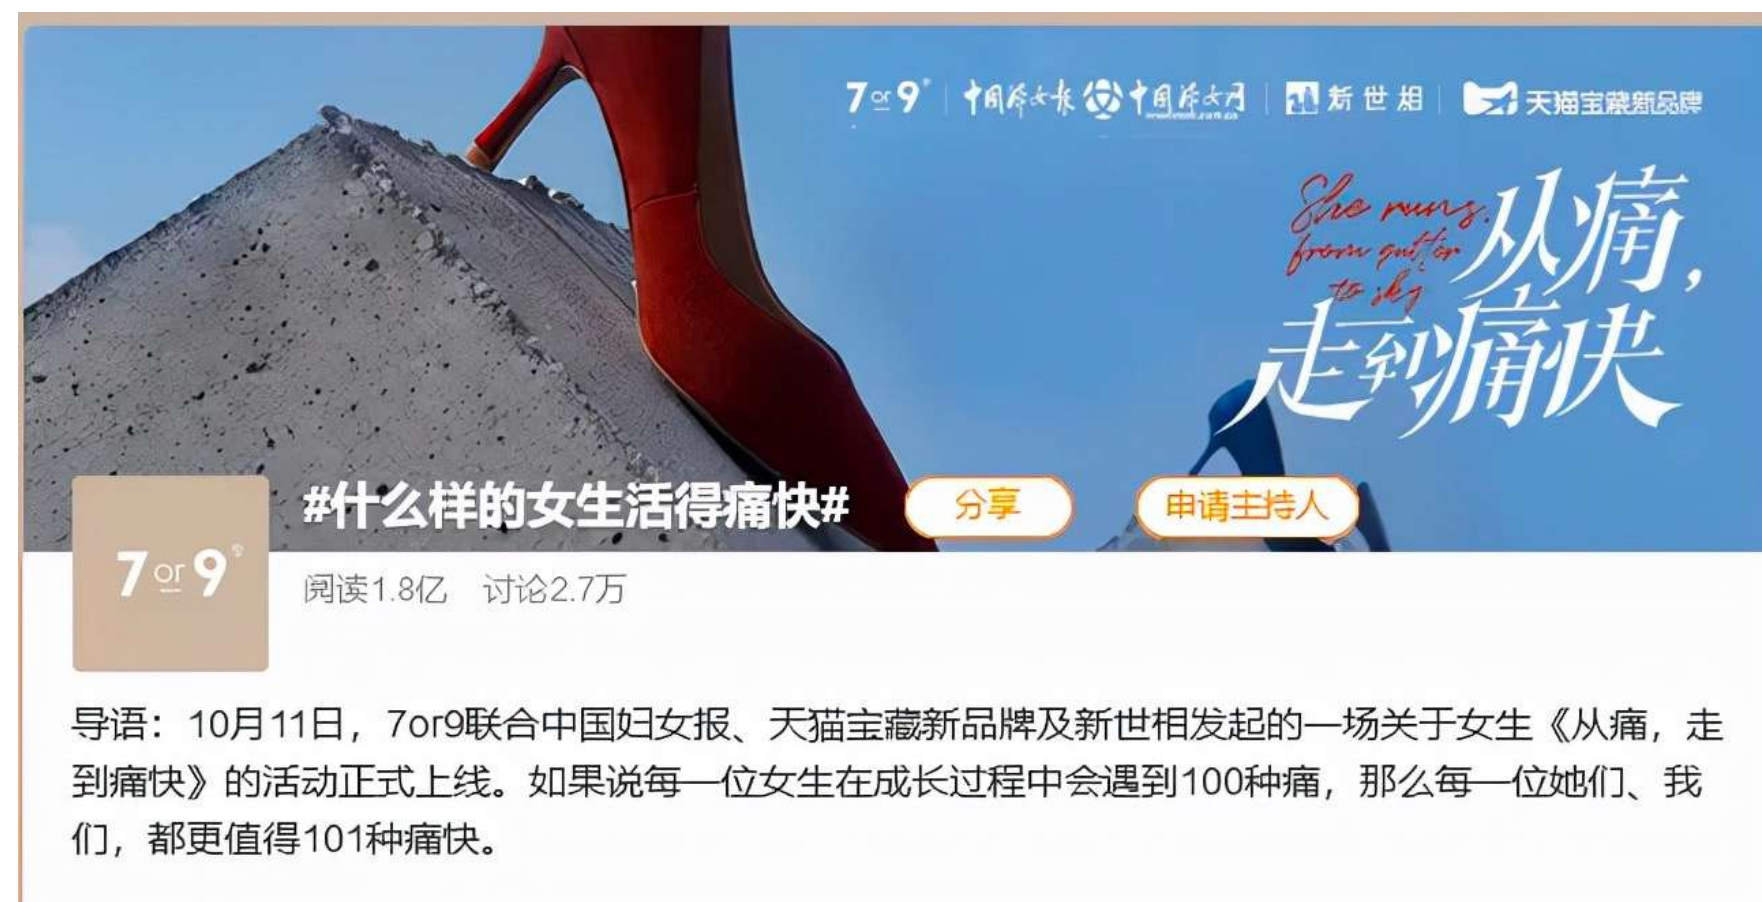 7or9 中国妇女报 中国妇女网 新世相 天猫宝藏新品牌
She runs
from gutter
to sky
从痛,
走到痛快
#什么样的女生活得痛快# 分享 申请主持人
7or9
阅读1.8亿 讨论2.7万
导语：10月11日，7or9联合中国妇女报、天猫宝藏新品牌及新世相发起的一场关于女生《从痛，走
到痛快》的活动正式上线。如果说每一位女生在成长过程中会遇到100种痛，那么每一位她们、我
们，都更值得101种痛快。